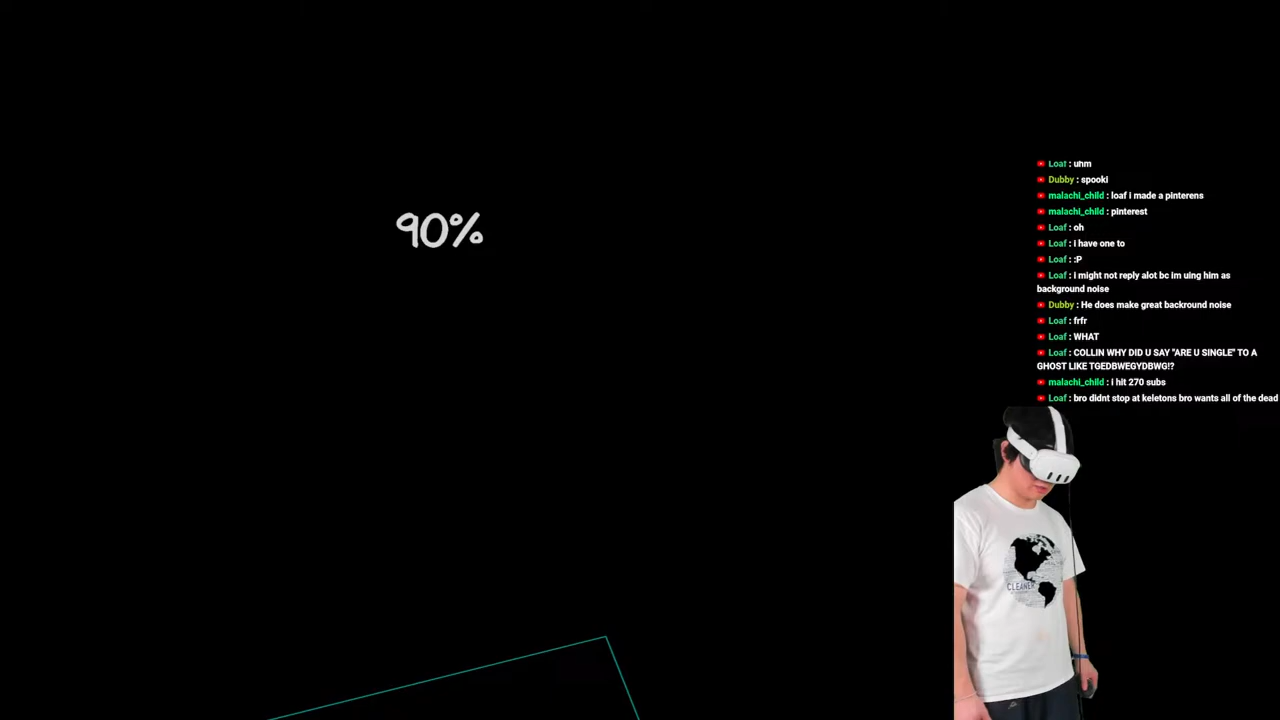 90%
Loaf : uhm
Dubby : spooki
malachi_child : loaf i made a pinterens
malachi_child : pinterest
Loaf : oh
Loaf : i have one to
Loaf : :P
Loaf : i might not reply alot bc im uing him as
background noise
Dubby : He does make great backround noise
Loaf : frfr
Loaf : WHAT
Loaf : COLLIN WHY DID U SAY "ARE U SINGLE" TO A
GHOST LIKE TGEDBWEGYDBWG!?
malachi_child : i hit 270 subs
Loaf : bro didnt stop at keletons bro wants all of the dead
CLEANER